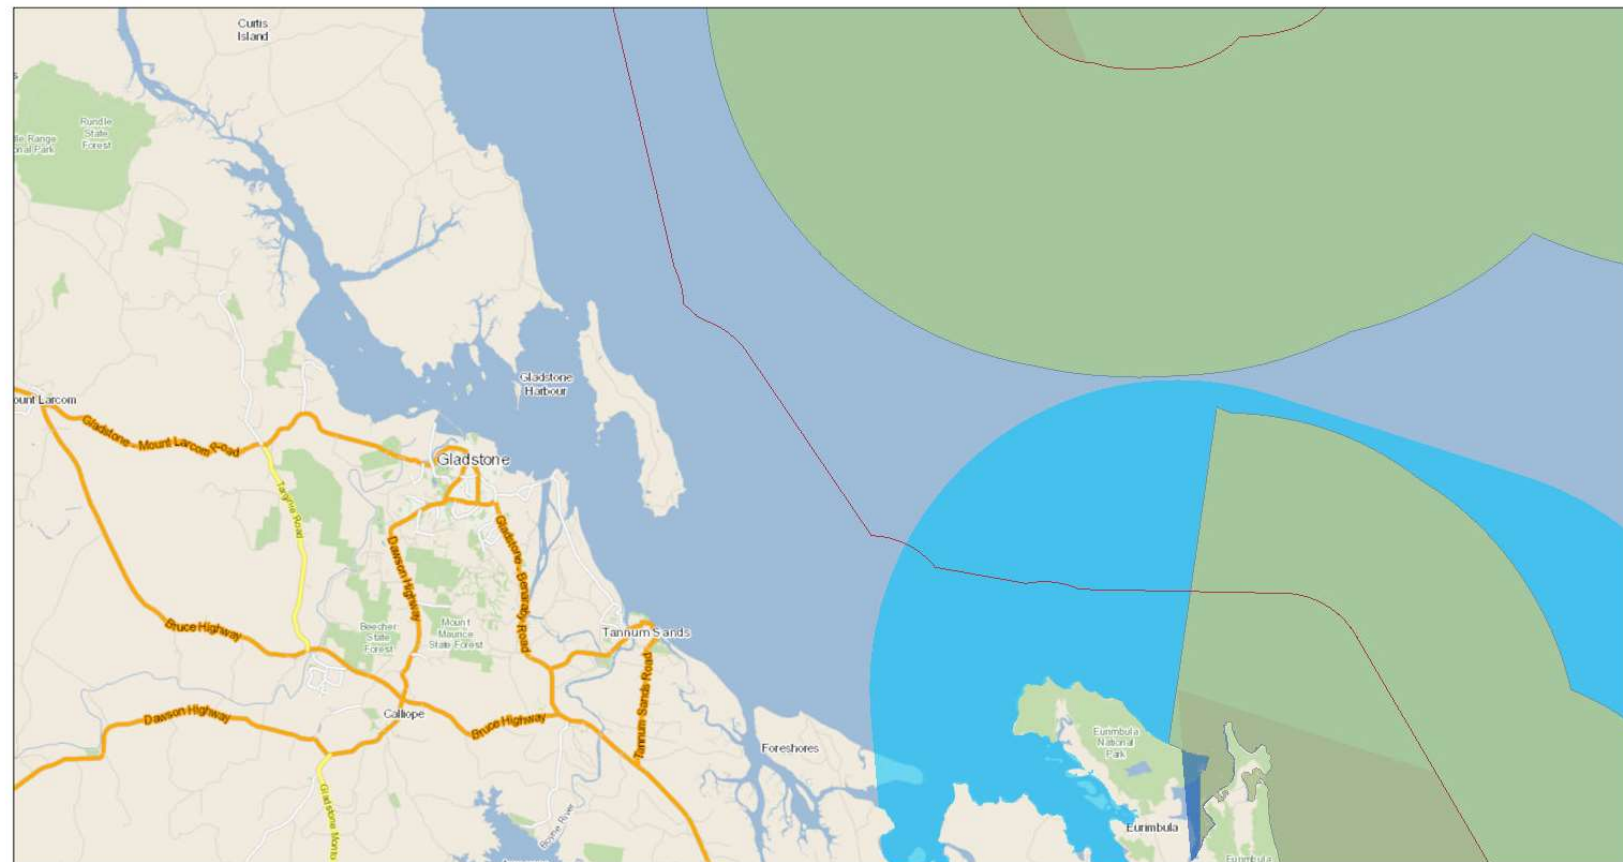 Curtis
Island
Rundle
State
Forest
Gladstone
Harbour
Gladstone - Mount Larcom Road
Gladstone
Tannum Sands
Dawson Highway
Gladstone - Benaraby Road
Bruce Highway
Beecher
State
Forest
Mount
Maurice
State Forest
Tannum Sands Road
Calliope
Dawson Highway
Bruce Highway
Foreshores
Eurimbula
National
Park
Boyne River
Eurimbula